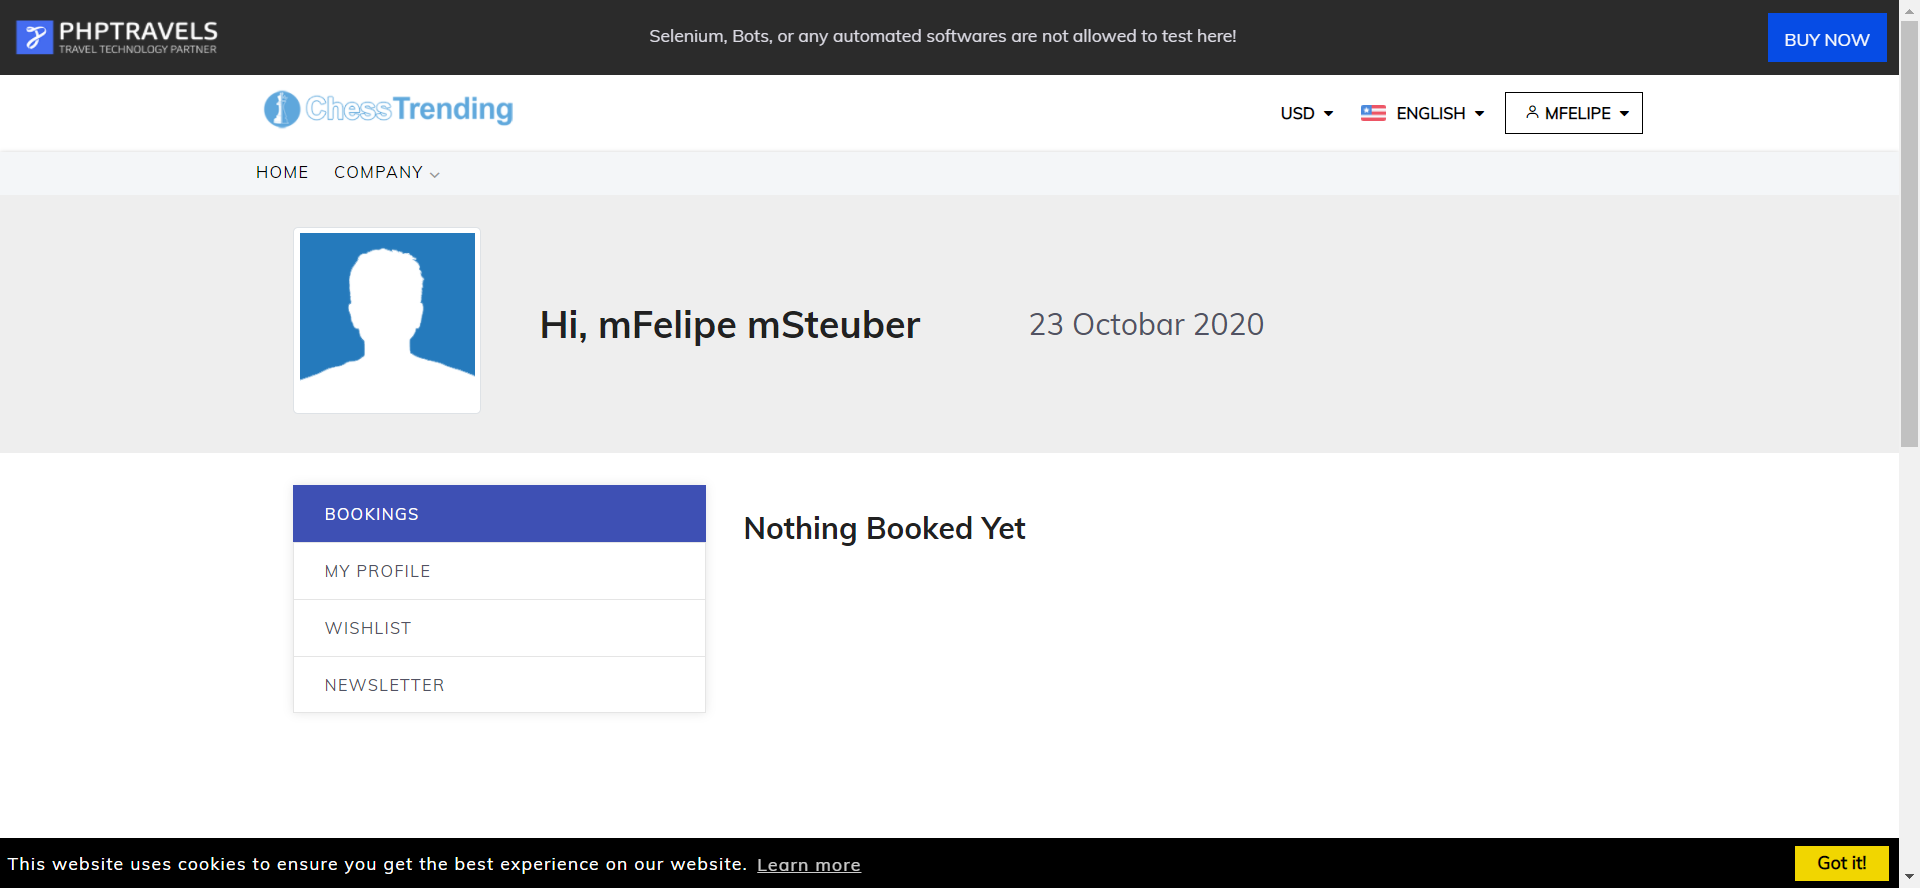 PHPTRAVELS
TRAVEL TECHNOLOGY PARTNER
Selenium, Bots, or any automated softwares are not allowed to test here!
BUY NOW
ChessTrending
USD
ENGLISH
MFELIPE
HOME
COMPANY
Hi, mFelipe mSteuber
23 Octobar 2020
BOOKINGS
MY PROFILE
WISHLIST
NEWSLETTER
Nothing Booked Yet
This website uses cookies to ensure you get the best experience on our website. Learn more
Got it!